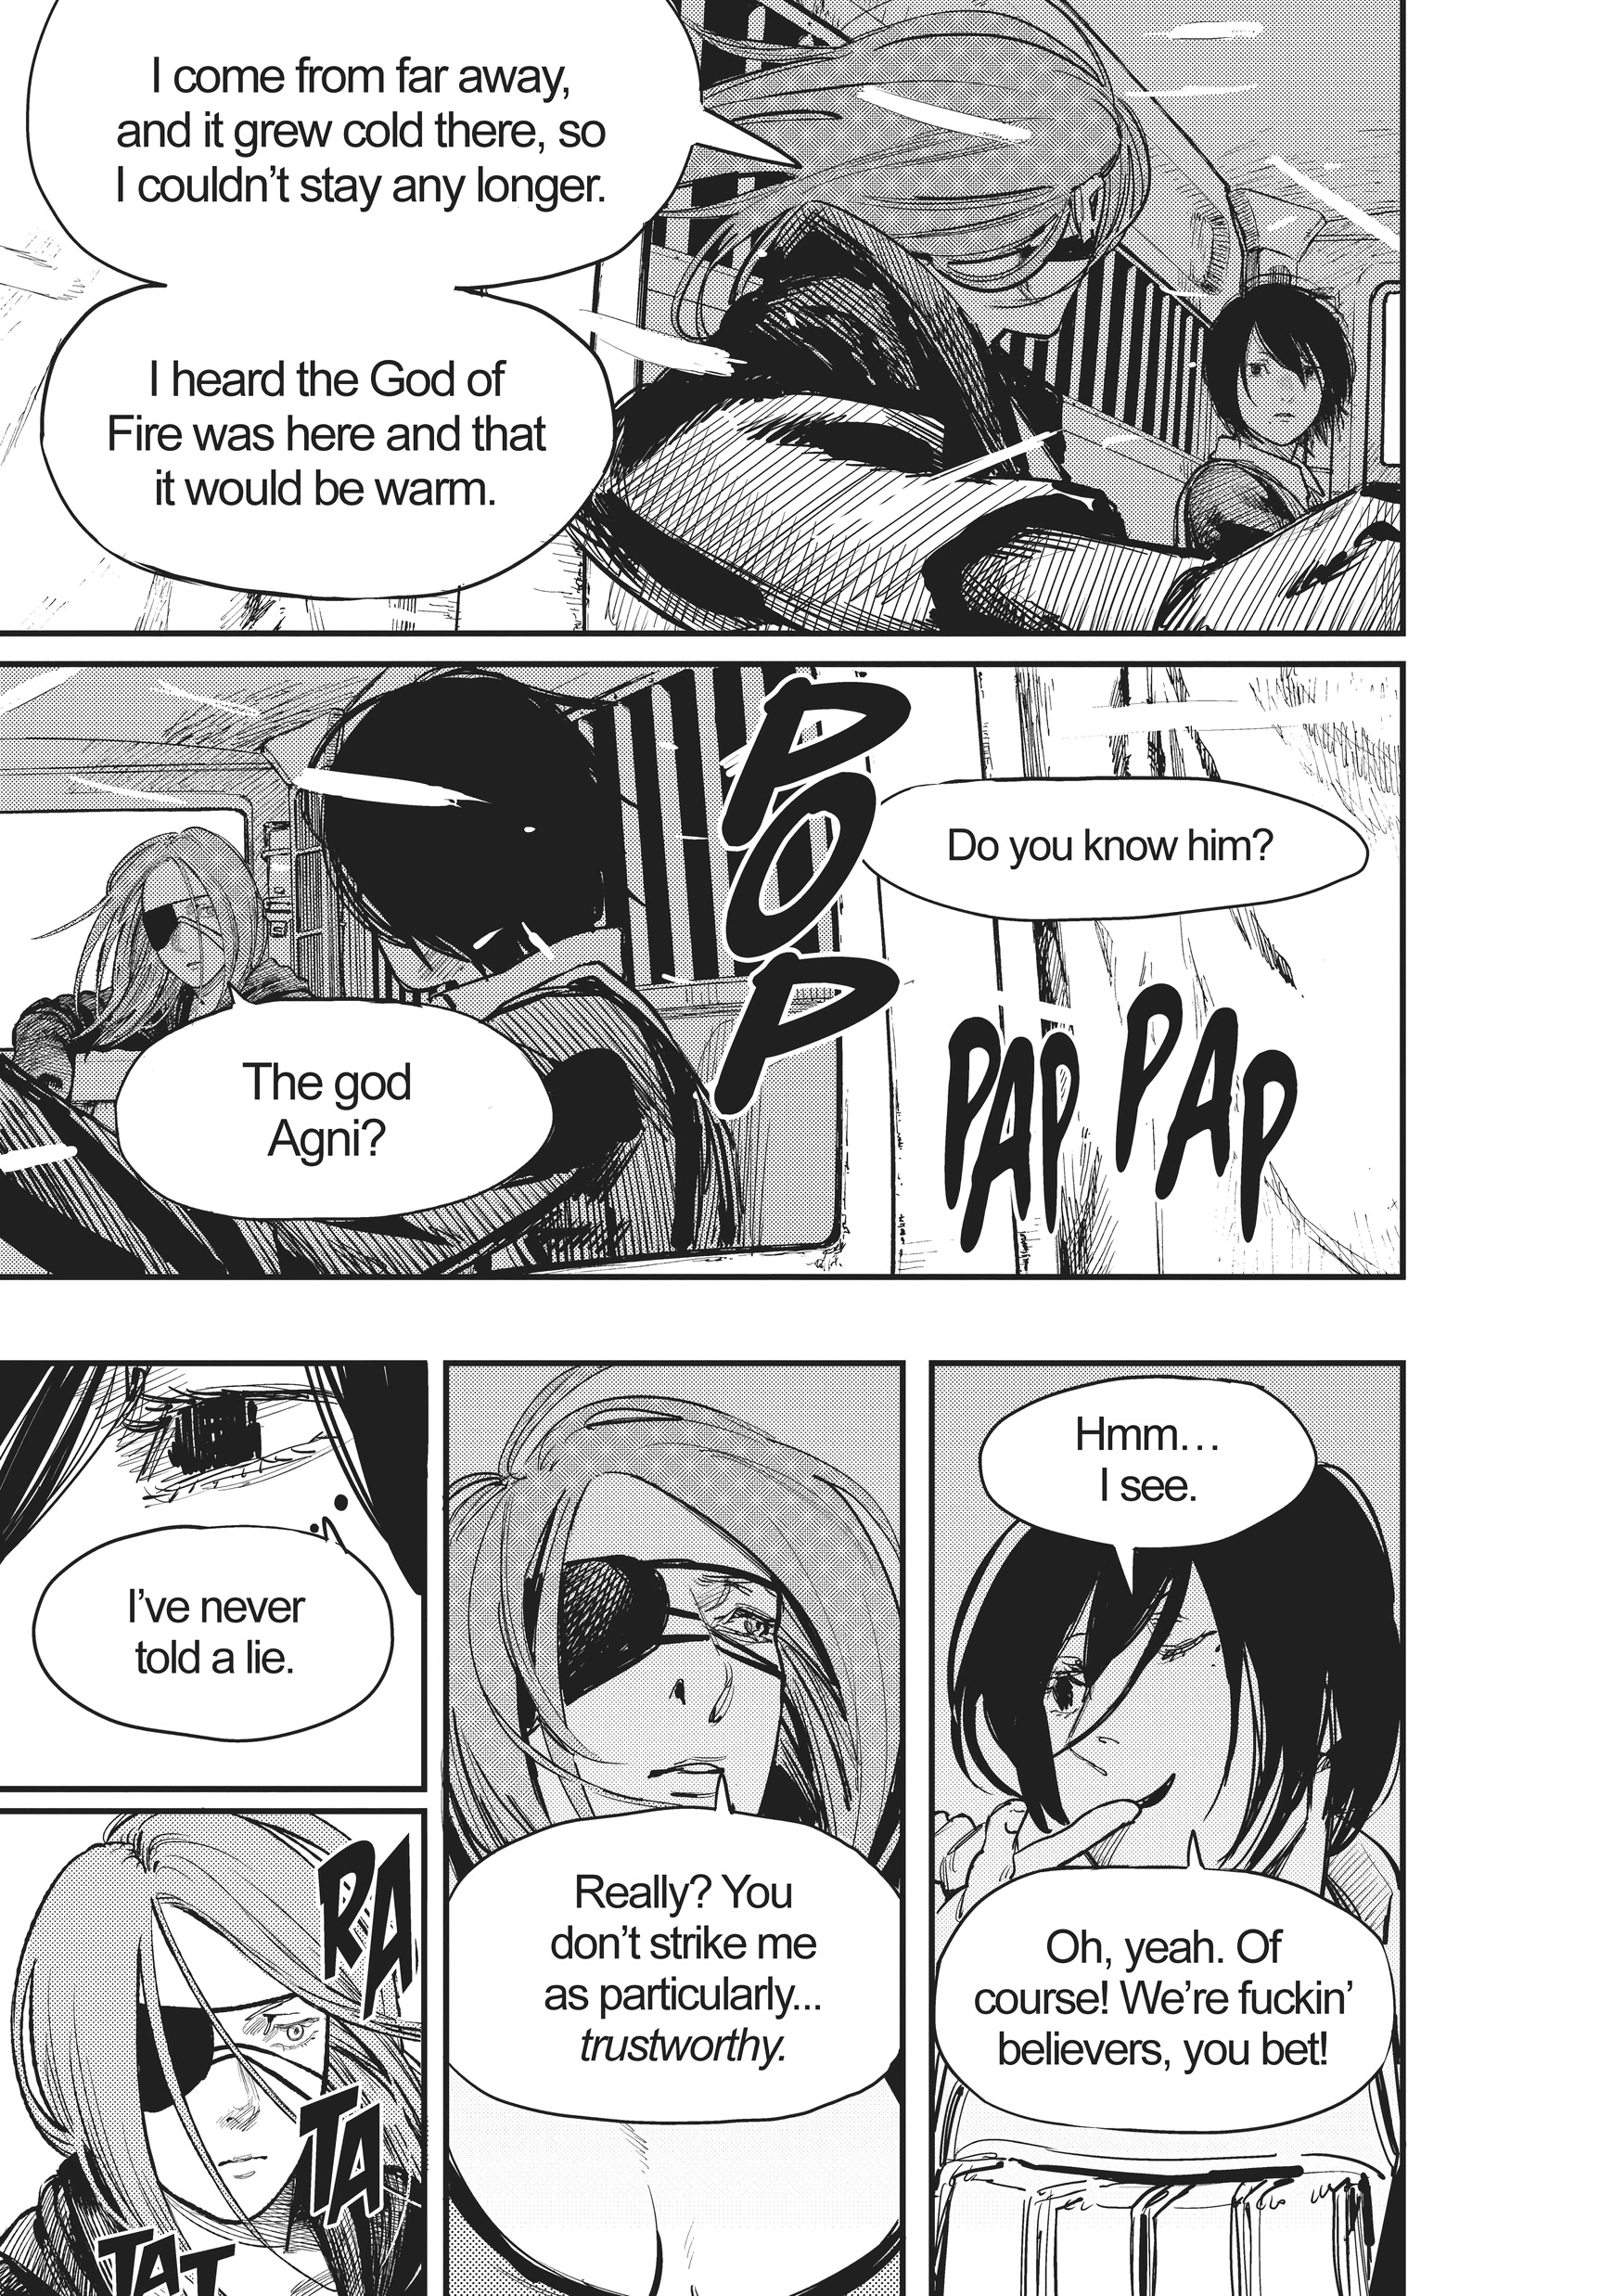 I come from far away,
and it grew cold there, so
I couldn't stay any longer.
I heard the God of
Fire was here and that
it would be warm.
Do you know him?
POP
PAP PAP
The god
Agni?
Hmm…
I see.
Oh, yeah. Of
course! We're fuckin'
believers, you bet!
Really? You
don't strike me
as particularly...
trustworthy.
I've never
told a lie.
RA
TA
TAT